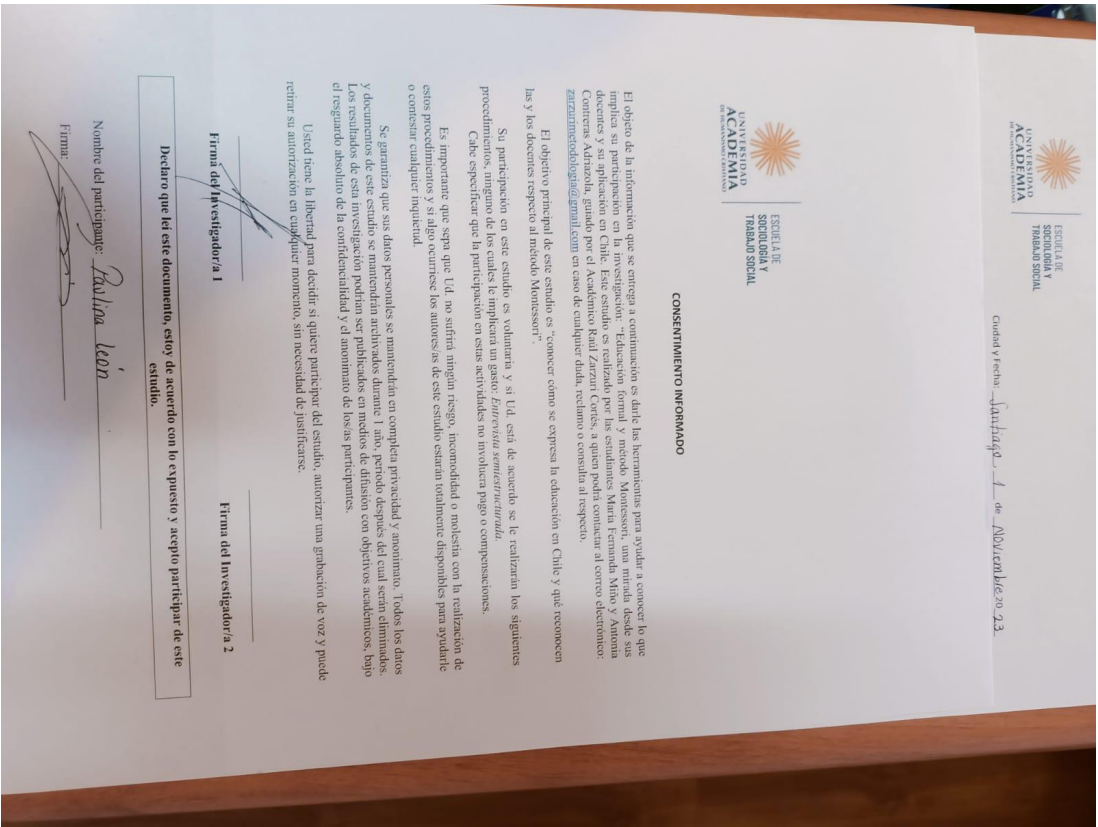 UNIVERSIDAD
ACADEMIA
DE HUMANISMO CRISTIANO
ESCUELA DE
SOCIOLOGÍA Y
TRABAJO SOCIAL
Ciudad y Fecha: Santiago, 1 de Noviembre 2023
UNIVERSIDAD
ACADEMIA
DE HUMANISMO CRISTIANO
ESCUELA DE
SOCIOLOGÍA Y
TRABAJO SOCIAL
CONSENTIMIENTO INFORMADO
El objeto de la información que se entrega a continuación es darle las herramientas para ayudar a conocer lo que
implica su participación en la investigación: “Educación formal y método Montessori, una mirada desde sus
docentes y su aplicación en Chile. Este estudio es realizado por las estudiantes María Fernanda Miño y Antonia
Contreras Adriazola, guiado por el Académico Raúl Zarzuri Cortés, a quien podrá contactar al correo electrónico:
zarzurimetodologia@gmail.com en caso de cualquier duda, reclamo o consulta al respecto.
El objetivo principal de este estudio es “conocer cómo se expresa la educación en Chile y qué reconocen
las y los docentes respecto al método Montessori”.
Su participación en este estudio es voluntaria y si Ud. está de acuerdo se le realizarán los siguientes
procedimientos, ninguno de los cuales le implicará un gasto: Entrevista semiestructurada.
Cabe especificar que la participación en estas actividades no involucra pago o compensaciones.
Es importante que sepa que Ud. no sufrirá ningún riesgo, incomodidad o molestia con la realización de
estos procedimientos y si algo ocurriese los autores/as de este estudio estarán totalmente disponibles para ayudarle
o contestar cualquier inquietud.
Se garantiza que sus datos personales se mantendrán en completa privacidad y anonimato. Todos los datos
y documentos de este estudio se mantendrán archivados durante 1 año, periodo después del cual serán eliminados.
Los resultados de esta investigación podrían ser publicados en medios de difusión con objetivos académicos, bajo
el resguardo absoluto de la confidencialidad y el anonimato de los/as participantes.
Usted tiene la libertad para decidir si quiere participar del estudio, autorizar una grabación de voz y puede
retirar su autorización en cualquier momento, sin necesidad de justificarse.
Firma del Investigador/a 1
Firma del Investigador/a 2
Declaro que leí este documento, estoy de acuerdo con lo expuesto y acepto participar de este
estudio.
Nombre del participante: Paulina león
Firma: